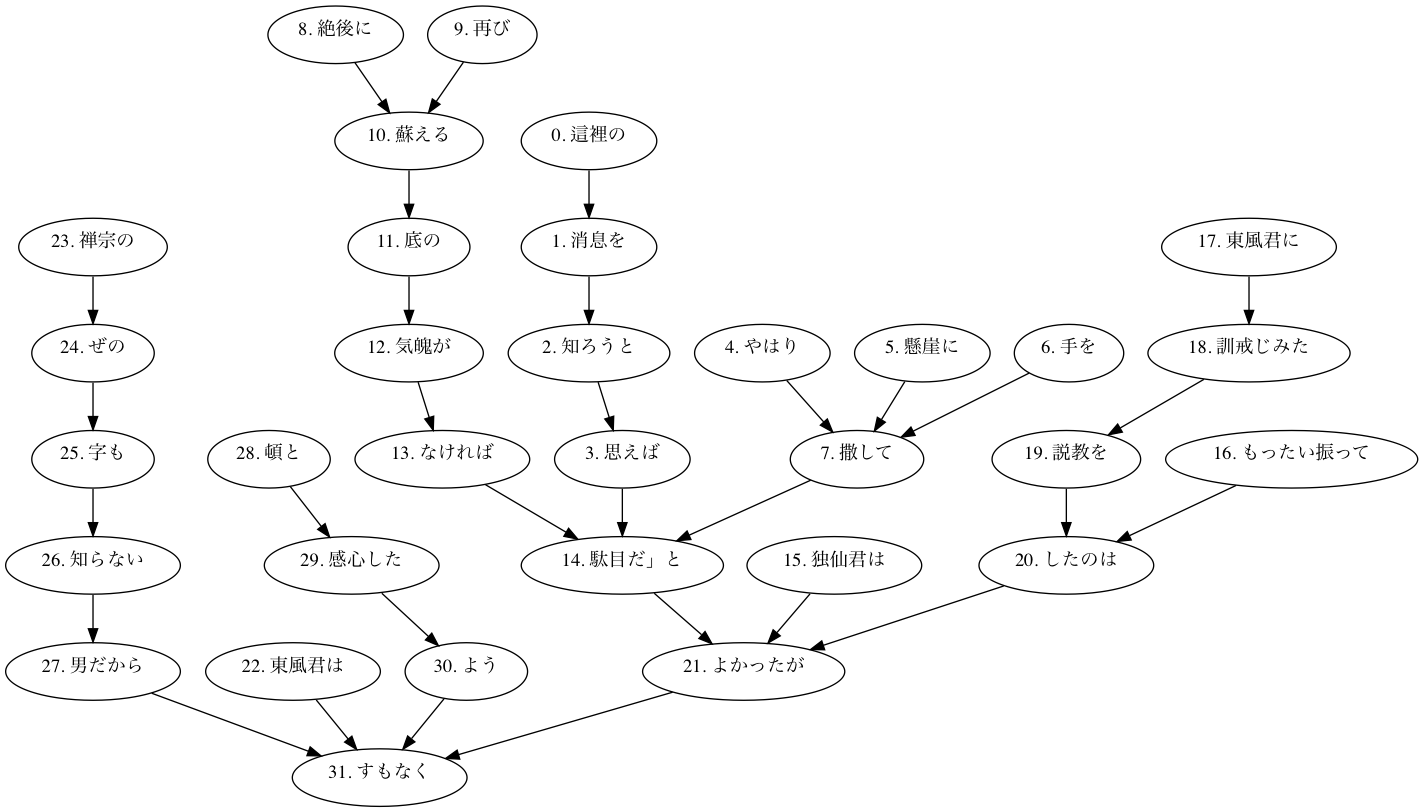 8. 絶後に
9. 再び
10. 蘇える
0. 這裡の
23. 禅宗の
11. 底の
1. 消息を
17. 東風君に
24. ぜの
12. 気魄が
2. 知ろうと
4. やはり
5. 懸崖に
6. 手を
18. 訓戒じみた
25. 字も
28. 頓と
13. なければ
3. 思えば
7. 撒して
19. 説教を
16. もったい振って
26. 知らない
29. 感心した
14. 駄目だ」と
15. 独仙君は
20. したのは
27. 男だから
22. 東風君は
30. よう
21. よかったが
31. すもなく